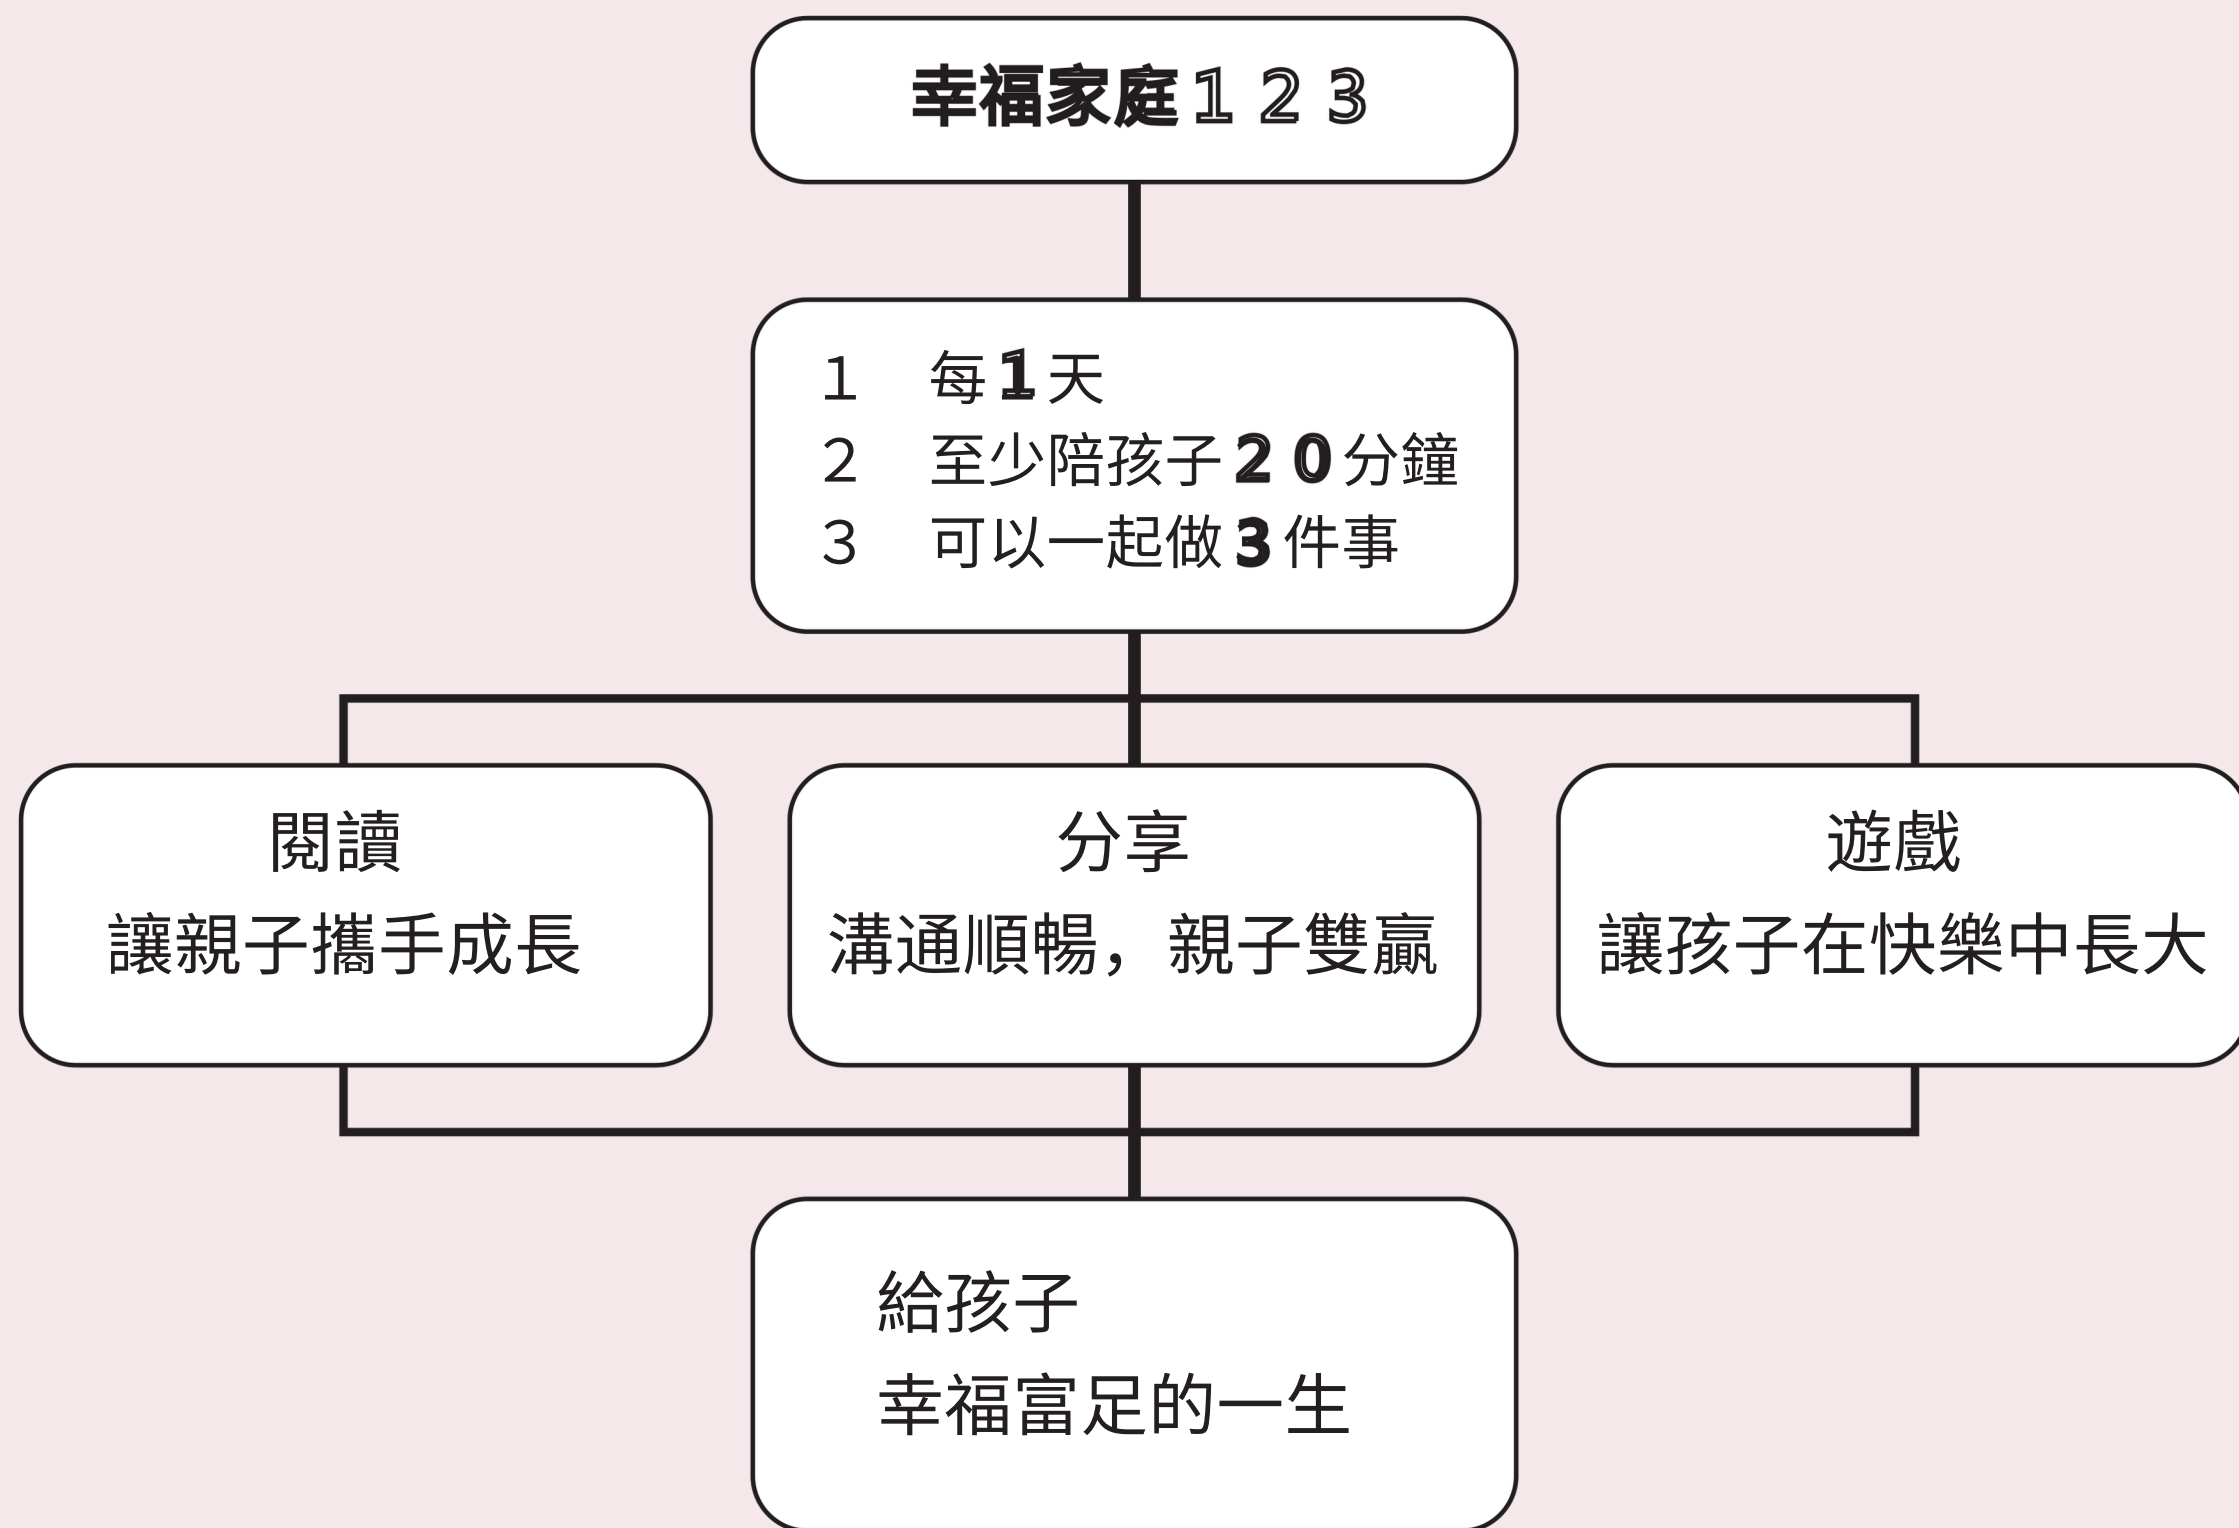 幸福家庭１２３
１　每１天
２　至少陪孩子２０分鐘
３　可以一起做３件事
閱讀
讓親子攜手成長
分享
溝通順暢，親子雙贏
遊戲
讓孩子在快樂中長大
給孩子
幸福富足的一生